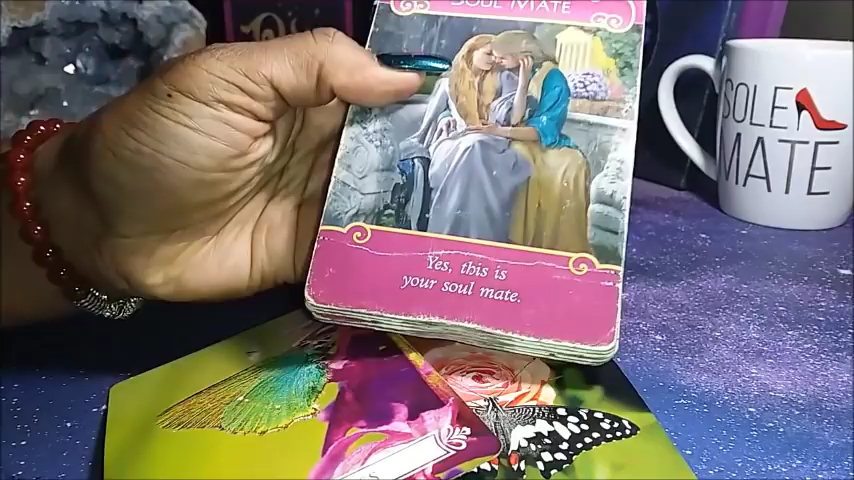 SOUL MATE
Yes, this is
your soul mate.
SOLE
MATE